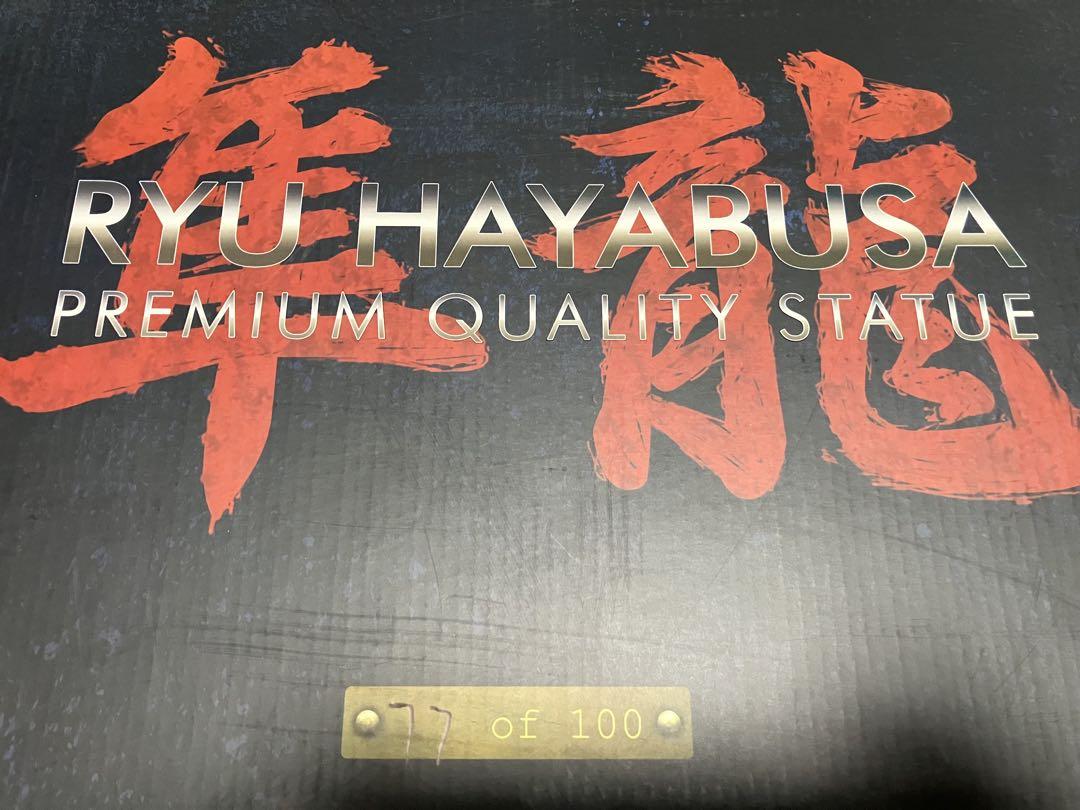 隼龍
RYU HAYABUSA
PREMIUM QUALITY STATUE
77 of 100